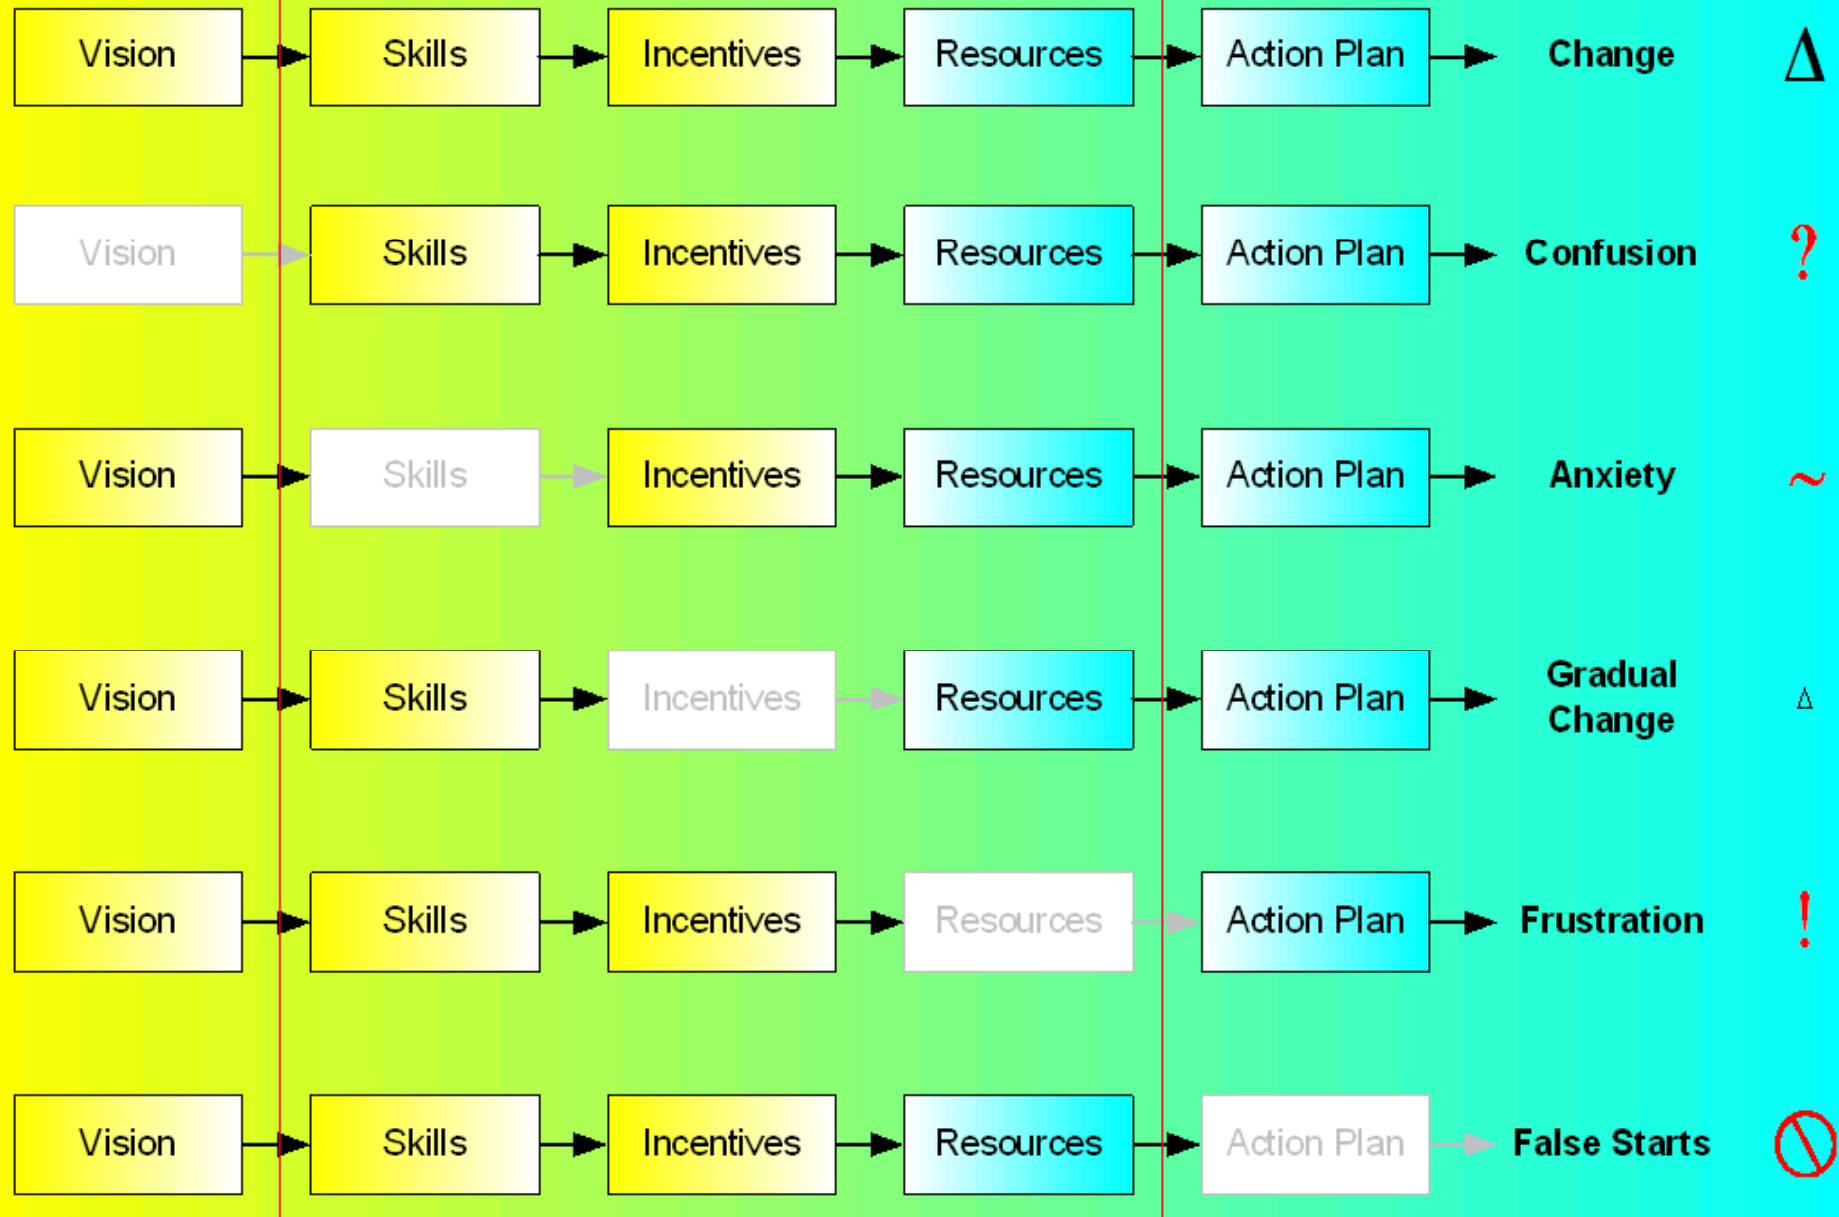 Vision Skills Incentives Resources Action Plan Change Δ
Vision Skills Incentives Resources Action Plan Confusion ?
Vision Skills Incentives Resources Action Plan Anxiety ~
Vision Skills Incentives Resources Action Plan Gradual
Change Δ
Vision Skills Incentives Resources Action Plan Frustration !
Vision Skills Incentives Resources Action Plan False Starts